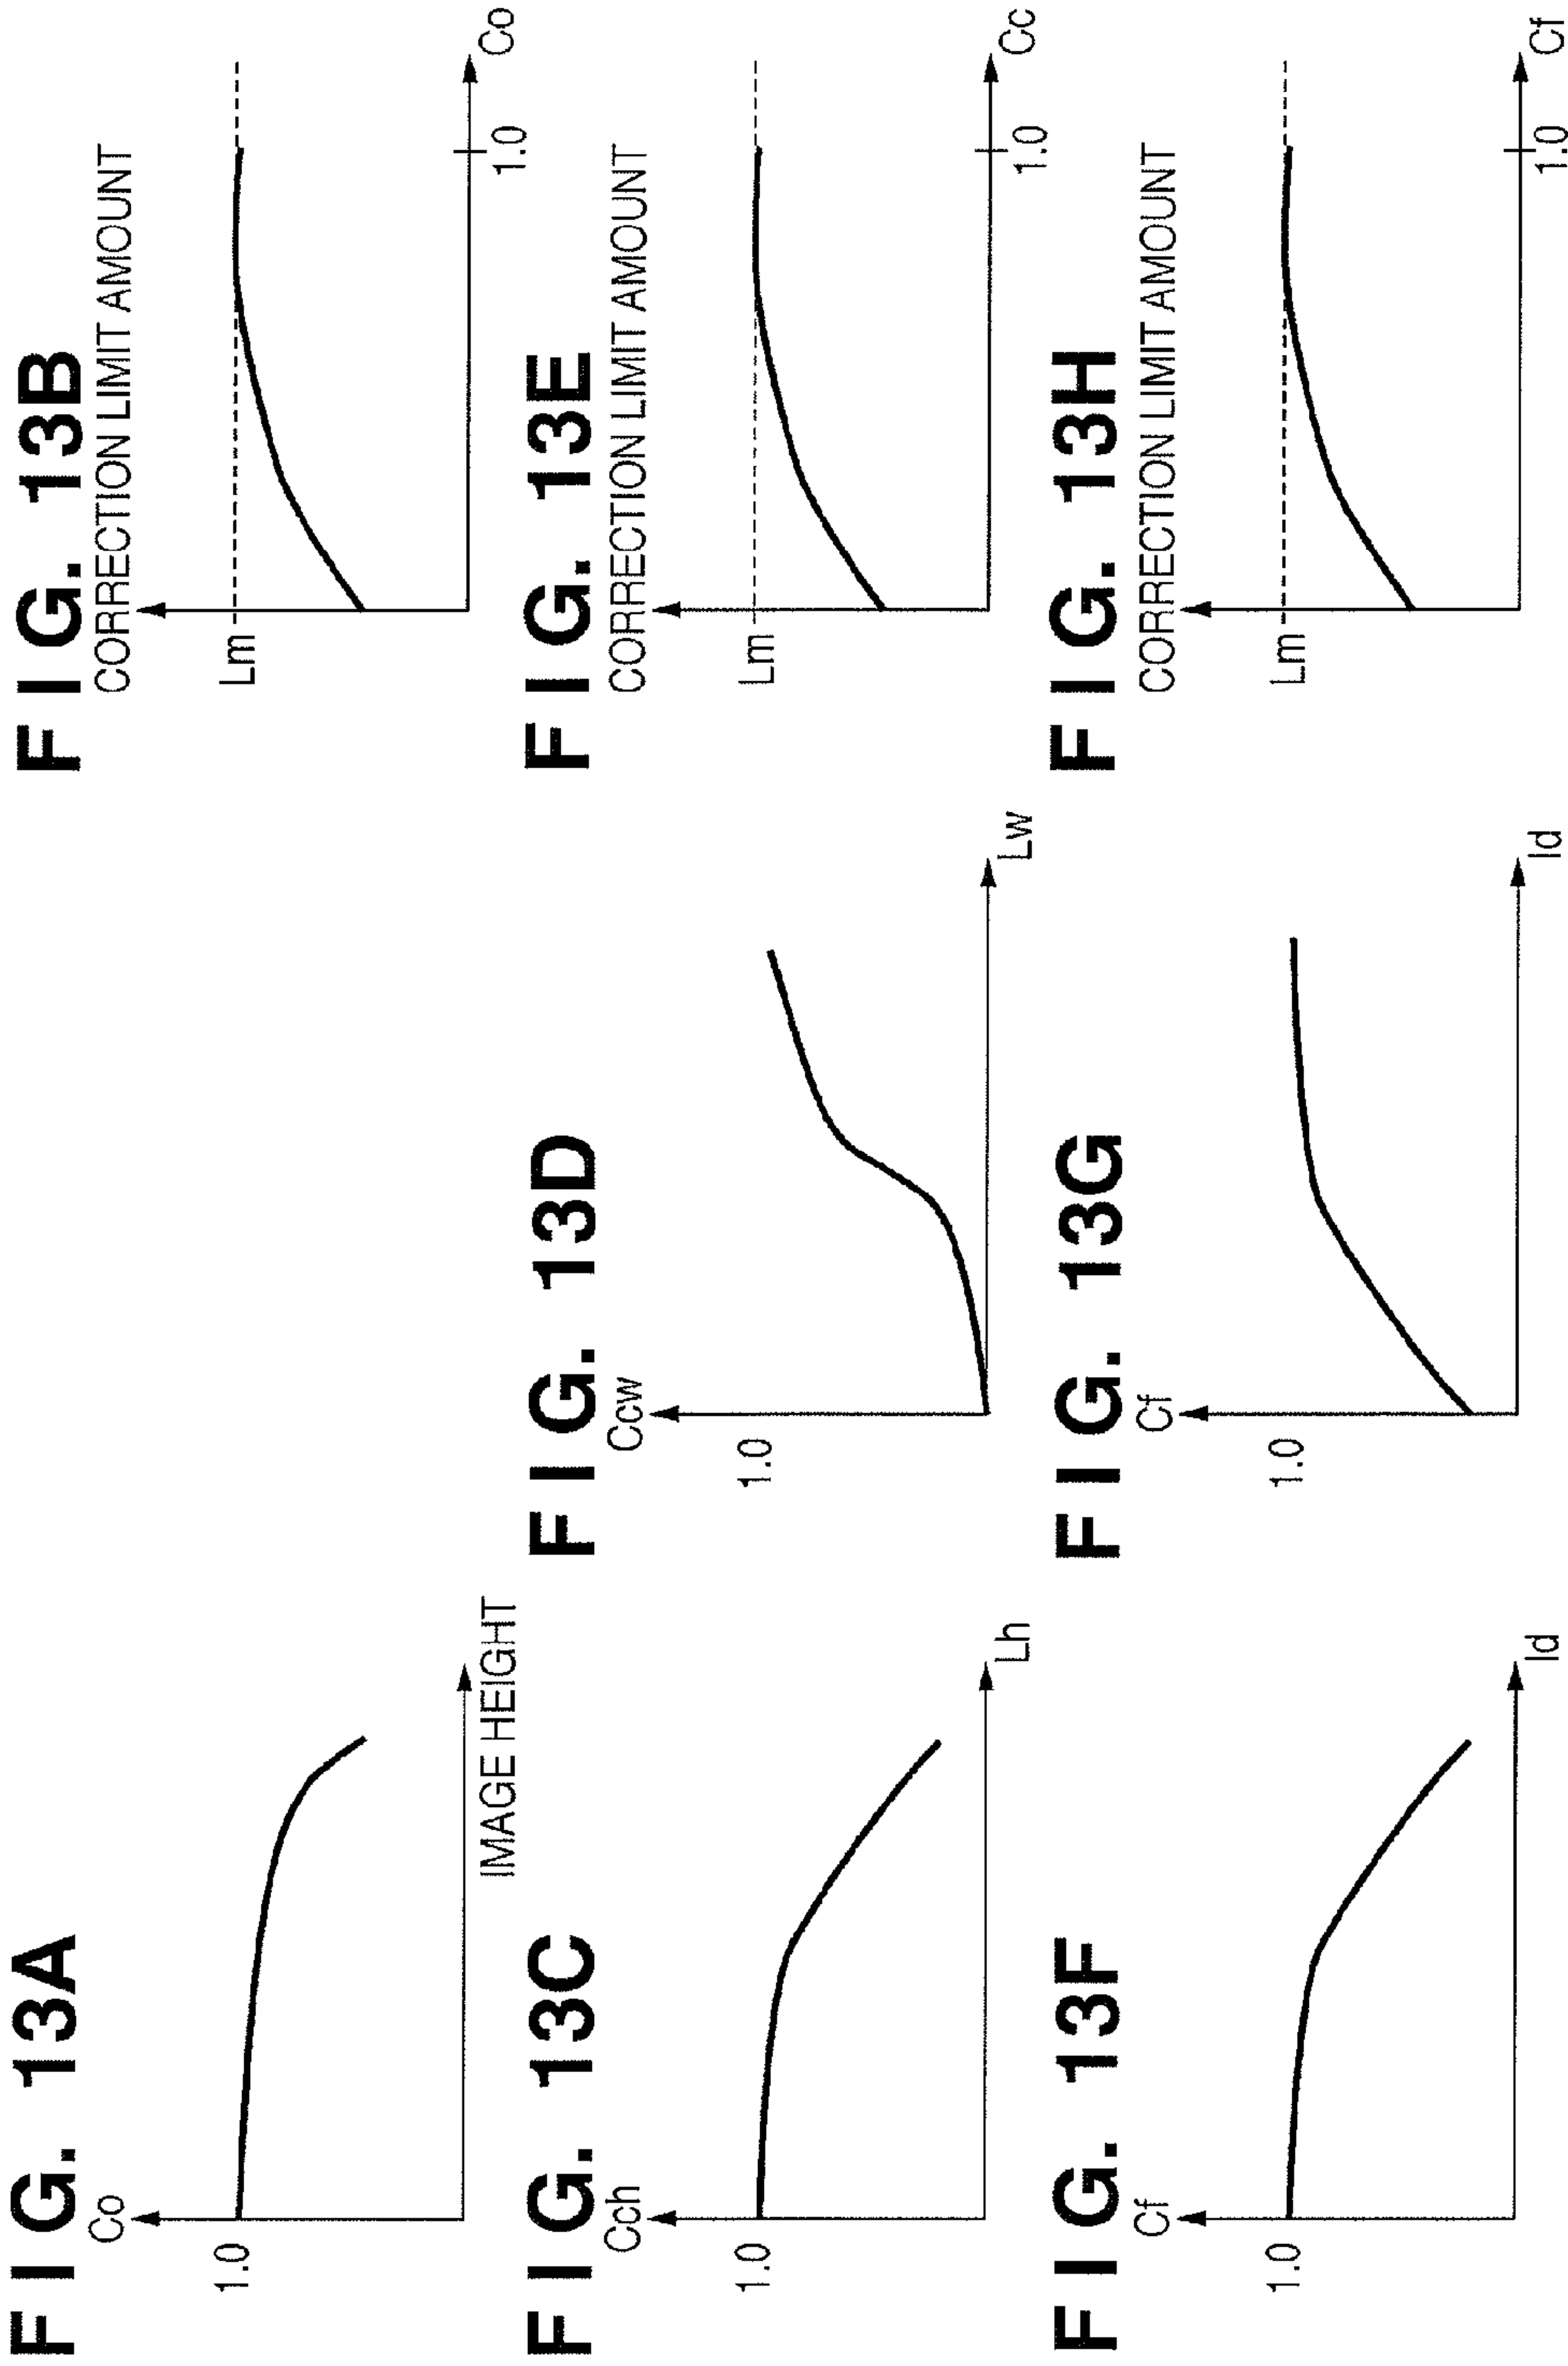 FIG. 13A
Co
1.0
IMAGE HEIGHT
FIG. 13B
CORRECTION LIMIT AMOUNT
Lm
1.0
Co
FIG. 13C
Cch
1.0
Lh
FIG. 13D
Ccw
1.0
Lw
FIG. 13E
CORRECTION LIMIT AMOUNT
Lm
1.0
Cc
FIG. 13F
Cf
1.0
Id
FIG. 13G
Cf
1.0
Id
FIG. 13H
CORRECTION LIMIT AMOUNT
Lm
1.0
Cf